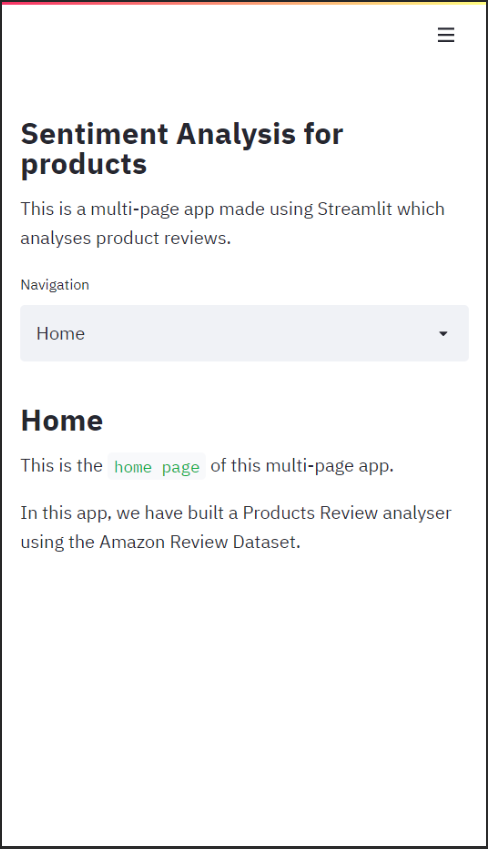 Sentiment Analysis for
products
This is a multi-page app made using Streamlit which
analyses product reviews.
Navigation
Home
Home
This is the home page of this multi-page app.
In this app, we have built a Products Review analyser
using the Amazon Review Dataset.